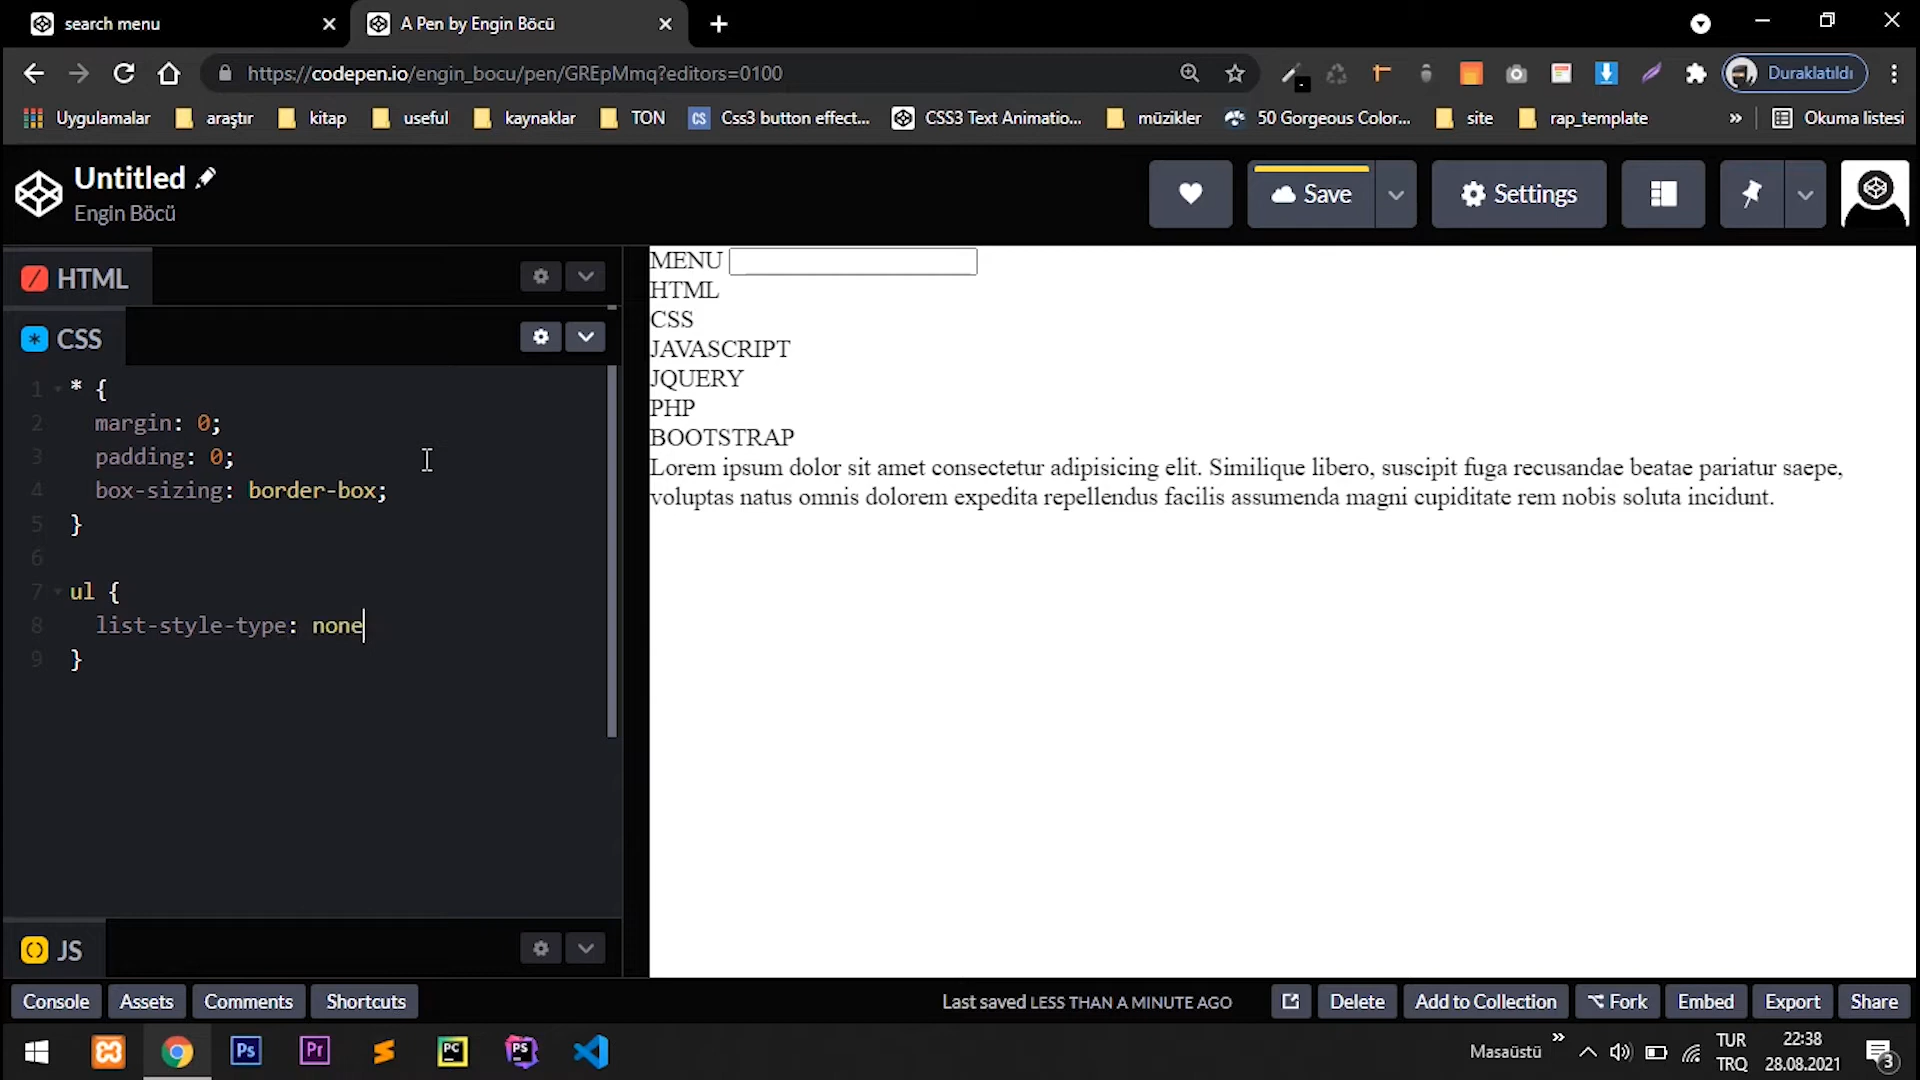 search menu
A Pen by Engin Böcü
https://codepen.io/engin_bocu/pen/GREpMmq?editors=0100
Duraklatıldı
Uygulamalar
araştır
kitap
useful
kaynaklar
TON
CS
Css3 button effect...
CSS3 Text Animatio...
müzikler
50 Gorgeous Color...
site
rap_template
»
Okuma listesi
Untitled
Engin Böcü
Save
Settings
HTML
CSS
1 * {
2 margin: 0;
3 padding: 0;
4 box-sizing: border-box;
5 }
6
7 ul {
8 list-style-type: none
9 }
JS
MENU
HTML
CSS
JAVASCRIPT
JQUERY
PHP
BOOTSTRAP
Lorem ipsum dolor sit amet consectetur adipisicing elit. Similique libero, suscipit fuga recusandae beatae pariatur saepe,
voluptas natus omnis dolorem expedita repellendus facilis assumenda magni cupiditate rem nobis soluta incidunt.
Console
Assets
Comments
Shortcuts
Last saved LESS THAN A MINUTE AGO
Delete
Add to Collection
Fork
Embed
Export
Share
Ps
Pr
PC
PS
Masaüstü
»
TUR
TRQ
22:38
28.08.2021
3